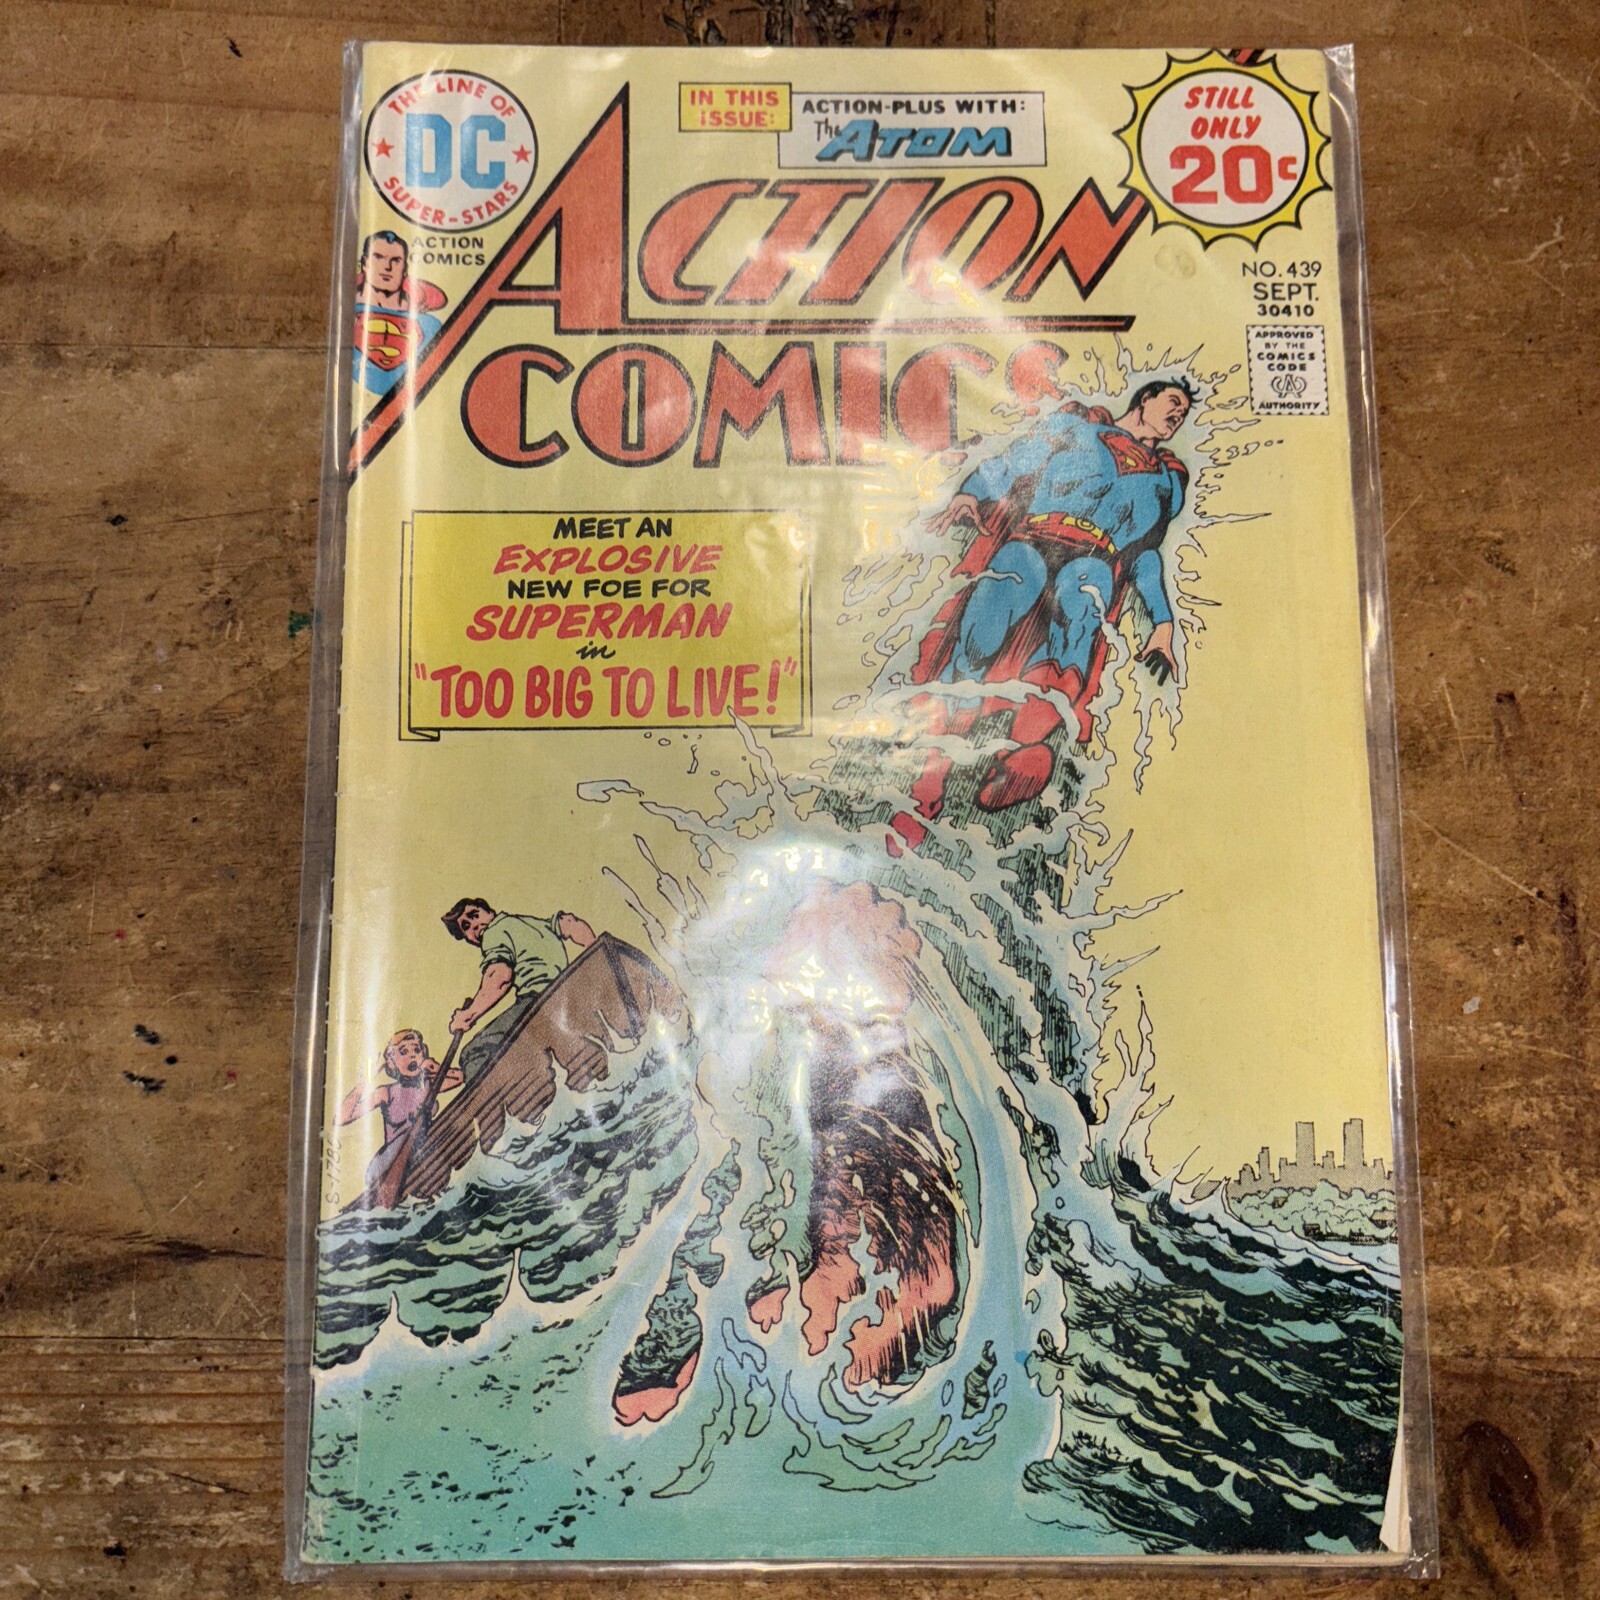 THE LINE OF
DC
SUPER-STARS
ACTION
COMICS
IN THIS
ISSUE:
ACTION-PLUS WITH:
The ATOM
STILL
ONLY
20¢
ACTION
COMICS
NO. 439
SEPT.
30410
APPROVED
BY THE
COMICS
CODE
CA
AUTHORITY
MEET AN
EXPLOSIVE
NEW FOE FOR
SUPERMAN
in
"TOO BIG TO LIVE!"
S-1786